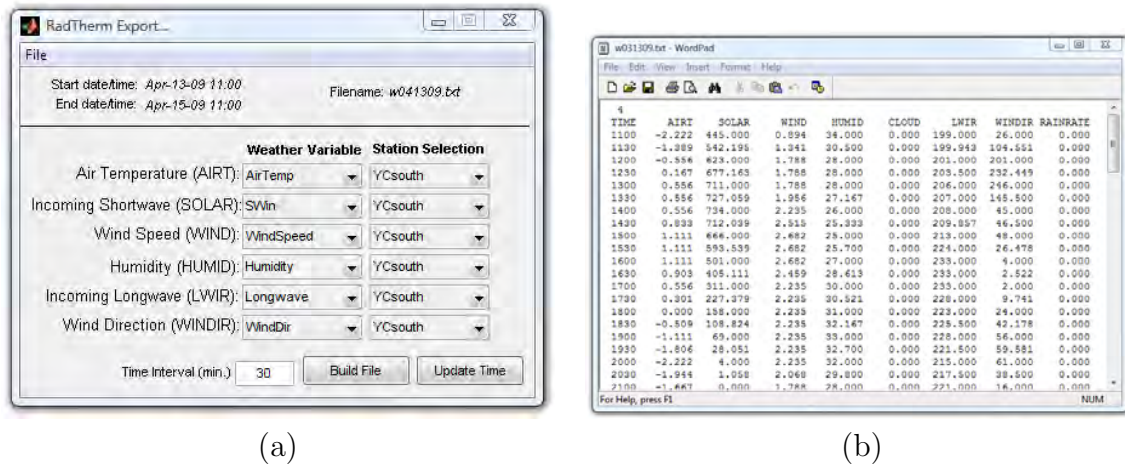 RadTherm Export...
File
Start date/time: Apr-13-09 11:00
End date/time: Apr-15-09 11:00
Filename: w041309.txt
Weather Variable Station Selection
Air Temperature (AIRT): AirTemp YCsouth
Incoming Shortwave (SOLAR): SWin YCsouth
Wind Speed (WIND): WindSpeed YCsouth
Humidity (HUMID): Humidity YCsouth
Incoming Longwave (LWIR): Longwave YCsouth
Wind Direction (WINDIR): WindDir YCsouth
Time Interval (min.) 30 Build File Update Time
(a)
w031309.txt - WordPad
File Edit View Insert Format Help
TIME AIRT SOLAR WIND HUMID CLOUD LWIR WINDIR RAINRATE
1100 -2.222 445.000 0.894 34.000 0.000 199.000 26.000 0.000
1130 -1.389 542.195 1.341 30.500 0.000 199.943 104.551 0.000
1200 -0.556 623.000 1.788 28.000 0.000 201.000 201.000 0.000
1230 0.167 677.163 1.788 28.000 0.000 203.500 232.449 0.000
1300 0.556 711.000 1.788 28.000 0.000 206.000 246.000 0.000
1330 0.556 727.059 1.956 27.167 0.000 207.000 145.500 0.000
1400 0.556 734.000 2.235 26.000 0.000 208.000 45.000 0.000
1430 0.833 712.039 2.515 25.333 0.000 209.857 46.500 0.000
1500 1.111 666.000 2.682 25.000 0.000 213.000 48.000 0.000
1530 1.111 593.539 2.682 25.700 0.000 224.000 26.478 0.000
1600 1.111 501.000 2.682 27.000 0.000 233.000 4.000 0.000
1630 0.903 405.111 2.459 28.613 0.000 233.000 2.522 0.000
1700 0.556 311.000 2.235 30.000 0.000 233.000 2.000 0.000
1730 0.301 227.379 2.235 30.521 0.000 228.000 9.741 0.000
1800 0.000 158.000 2.235 31.000 0.000 223.000 24.000 0.000
1830 -0.509 108.824 2.235 32.167 0.000 225.500 42.178 0.000
1900 -1.111 69.000 2.235 33.000 0.000 228.000 56.000 0.000
1930 -1.806 28.051 2.235 32.700 0.000 221.500 59.581 0.000
2000 -2.222 4.000 2.235 32.000 0.000 215.000 61.000 0.000
2030 -1.944 1.058 2.068 29.800 0.000 217.500 38.500 0.000
2100 -1.667 0.000 1.788 28.000 0.000 221.000 16.000 0.000
For Help, press F1 NUM
(b)